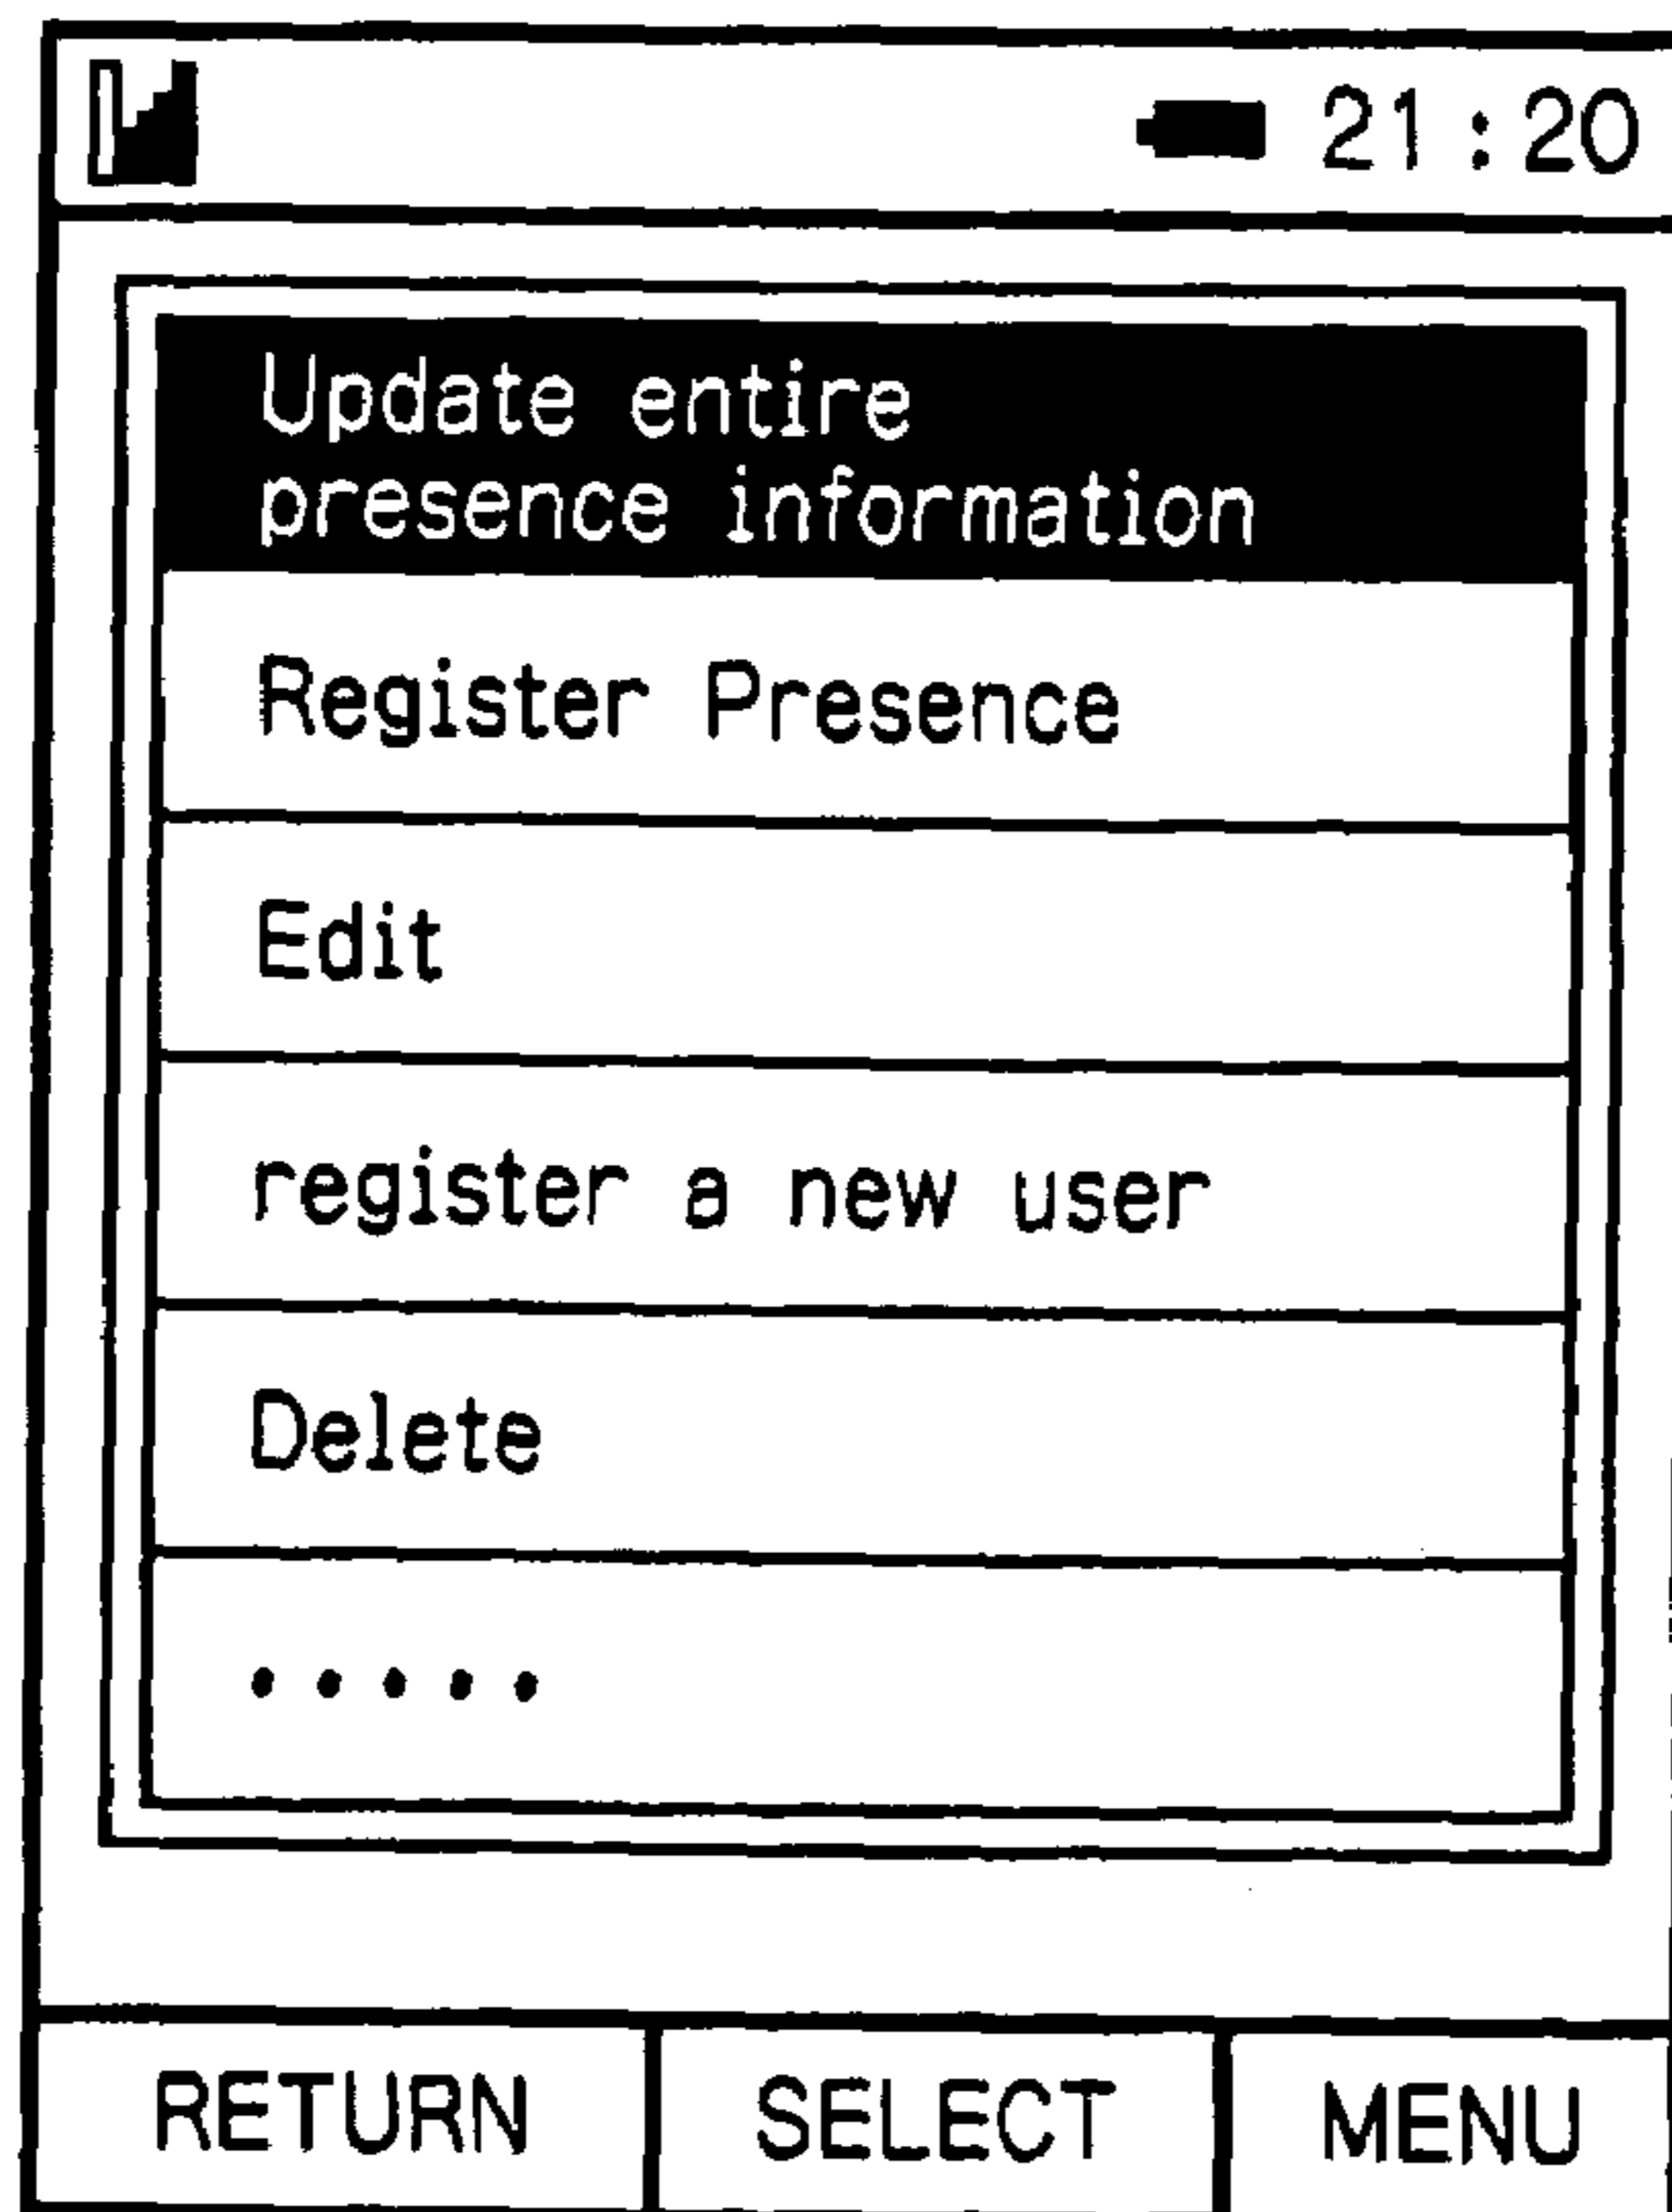 21:20
Update entire
presence information
Register Presence
Edit
register a new user
Delete
• • • • •
RETURN SELECT MENU